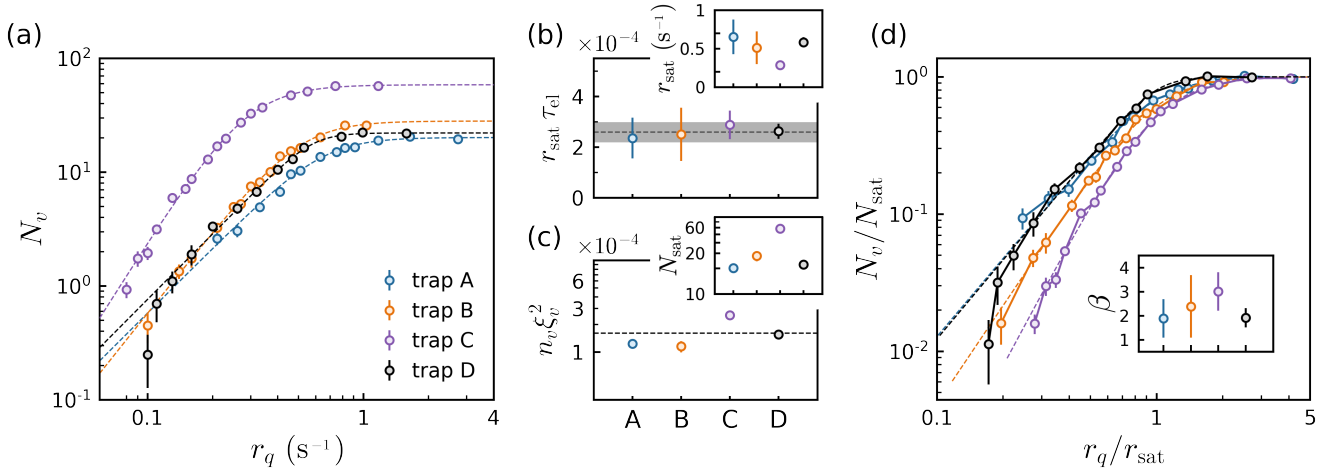 (a)
10²
10¹
10⁰
10⁻¹
N_v
0.1
1
4
r_q (s⁻¹)
trap A
trap B
trap C
trap D
(b)
×10⁻⁴
4
2
0
r_sat τ_el
1
0.5
0
r_sat (s⁻¹)
(c)
×10⁻⁴
9
6
3
1
n_v ξ_v²
60
20
10
N_sat
A
B
C
D
(d)
10⁰
10⁻¹
10⁻²
N_v/N_sat
0.1
1
5
r_q/r_sat
4
3
2
1
β